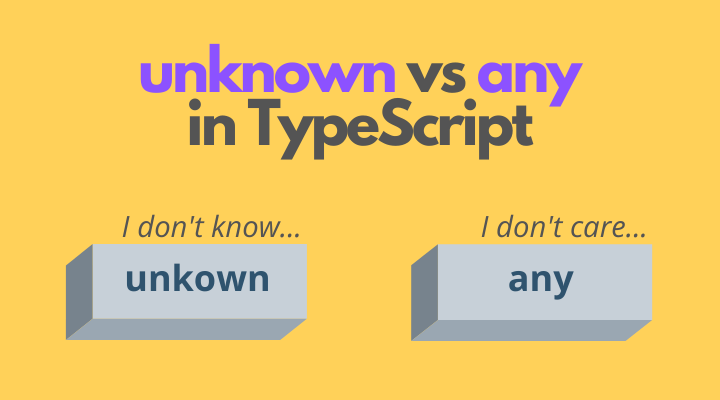 unknown vs any
in TypeScript
I don't know...
unkown
I don't care...
any